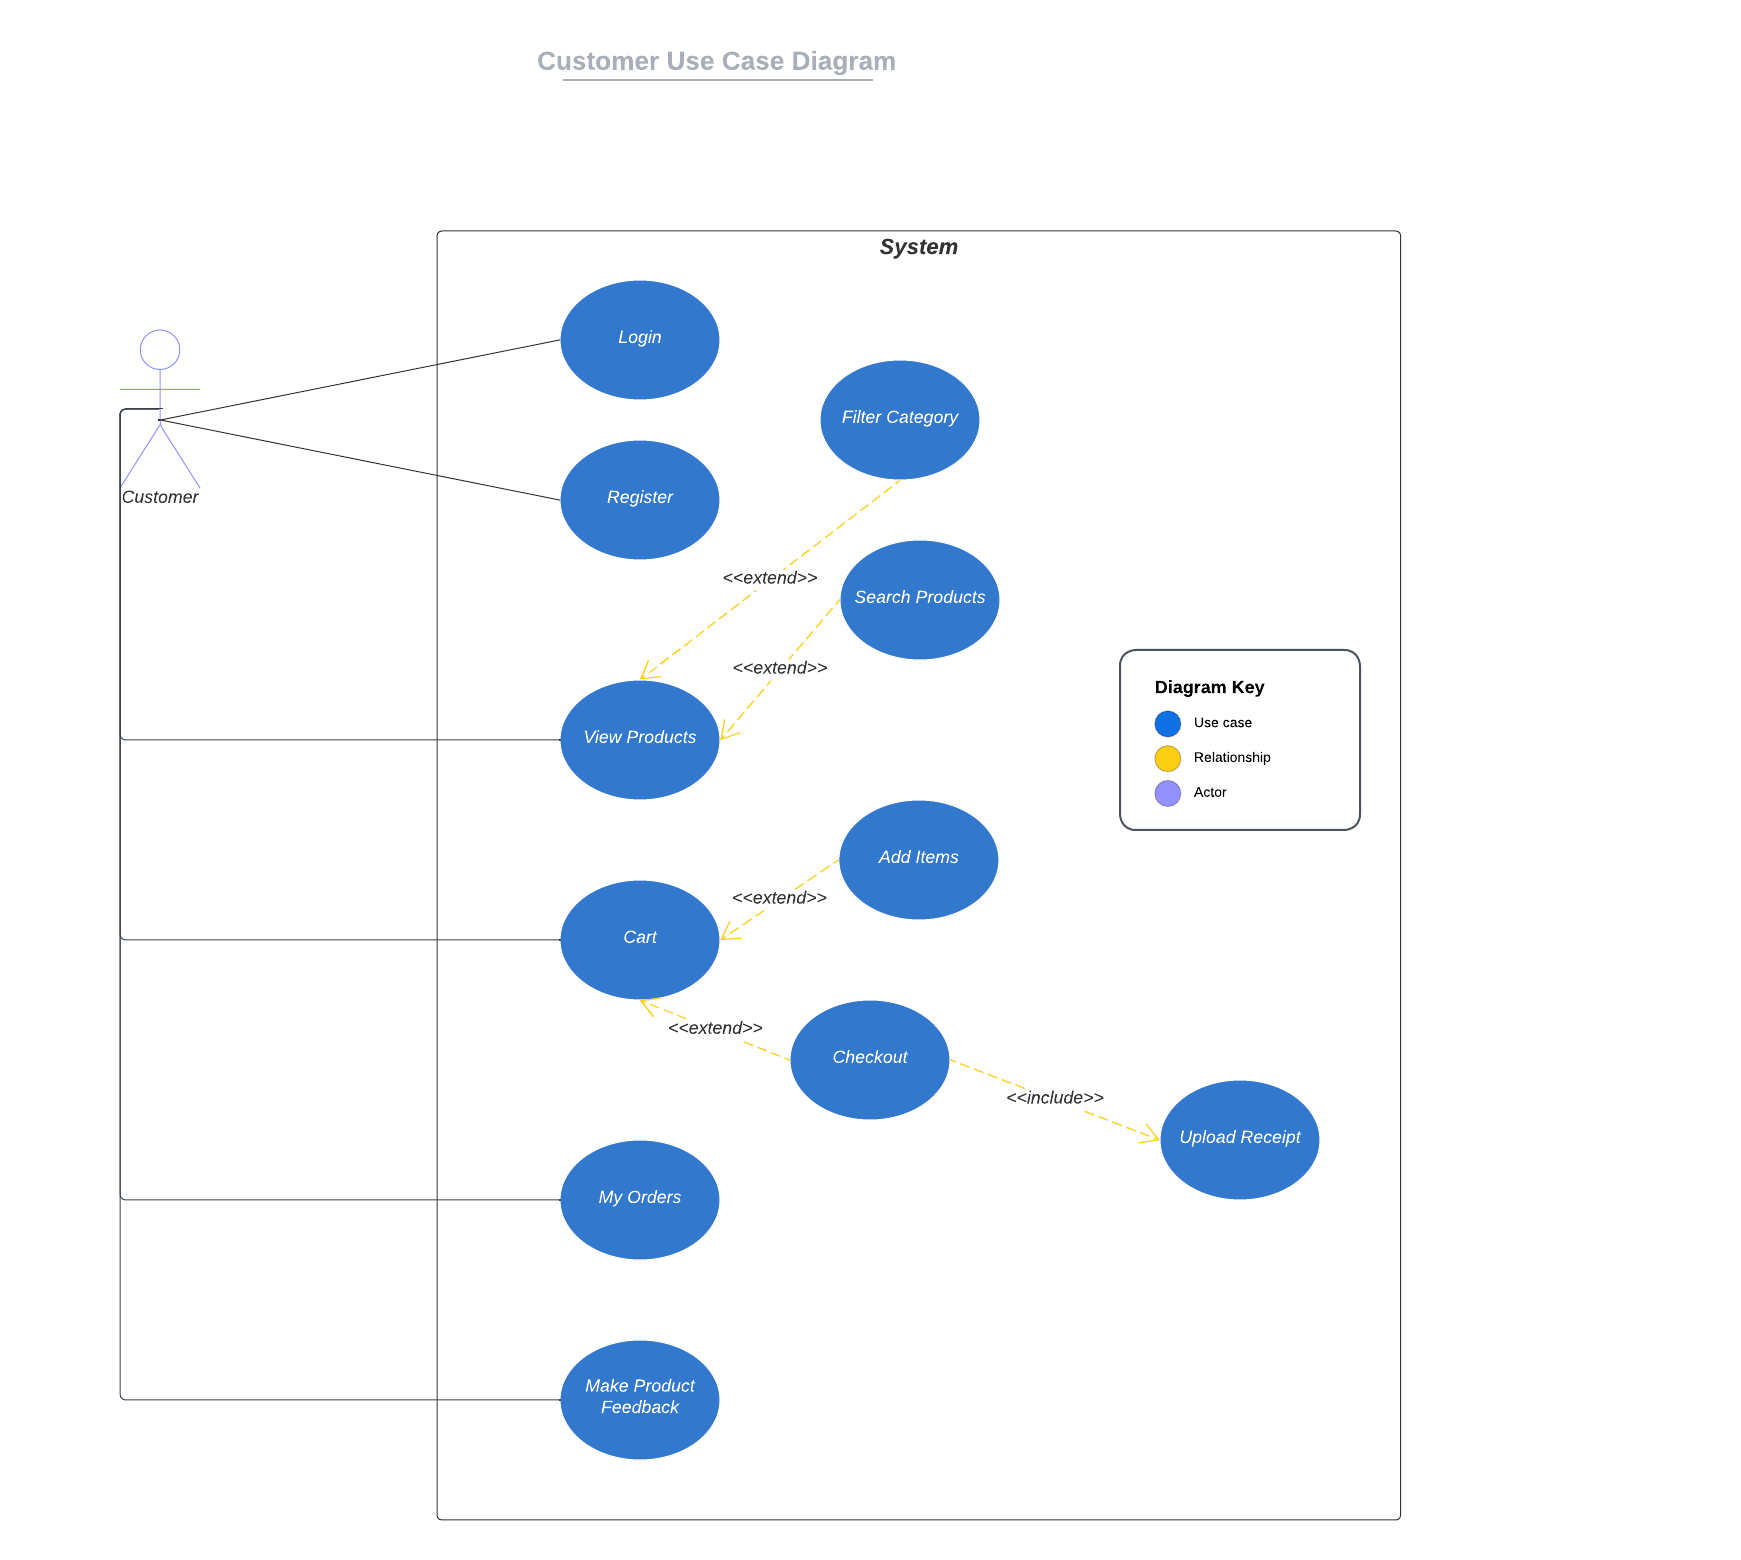 Customer Use Case Diagram
System
Login
Filter Category
Customer
Register
<<extend>>
Search Products
<<extend>>
View Products
Diagram Key
Use case
Relationship
Actor
Add Items
<<extend>>
Cart
<<extend>>
Checkout
<<include>>
Upload Receipt
My Orders
Make Product
Feedback